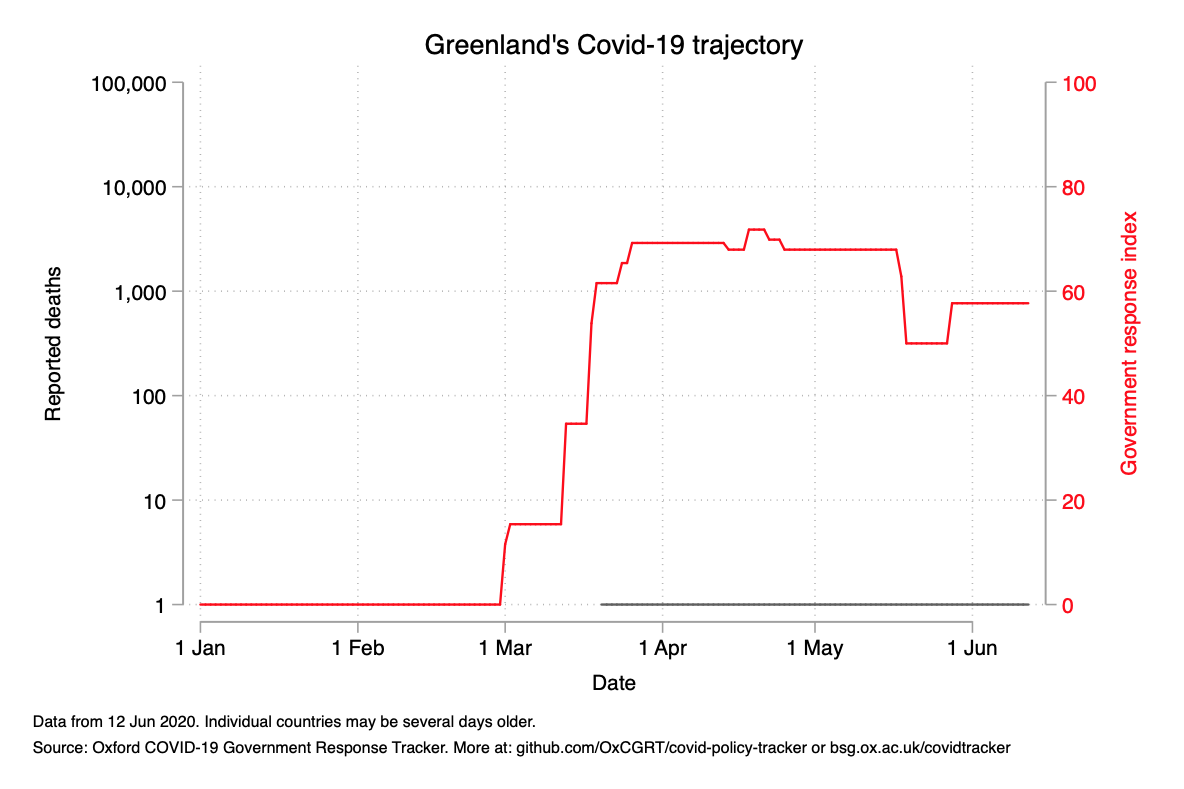 Greenland's Covid-19 trajectory
100,000
10,000
1,000
100
10
1
Reported deaths
100
80
60
40
20
0
Government response index
1 Jan
1 Feb
1 Mar
1 Apr
1 May
1 Jun
Date
Data from 12 Jun 2020. Individual countries may be several days older.
Source: Oxford COVID-19 Government Response Tracker. More at: github.com/OxCGRT/covid-policy-tracker or bsg.ox.ac.uk/covidtracker